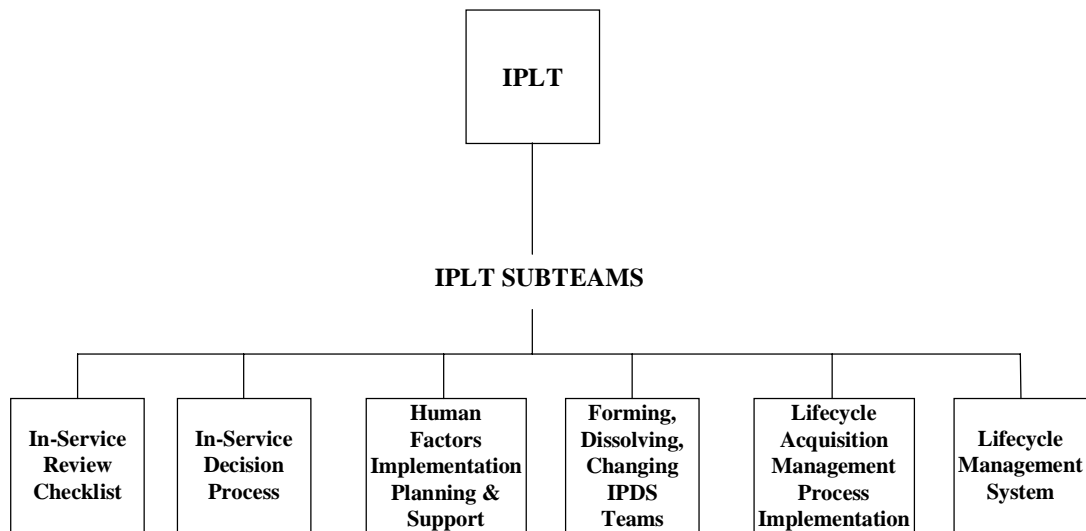 IPLT
IPLT SUBTEAMS
In-Service
Review
Checklist
In-Service
Decision
Process
Human
Factors
Implementation
Planning &
Support
Forming,
Dissolving,
Changing
IPDS
Teams
Lifecycle
Acquisition
Management
Process
Implementation
Lifecycle
Management
System